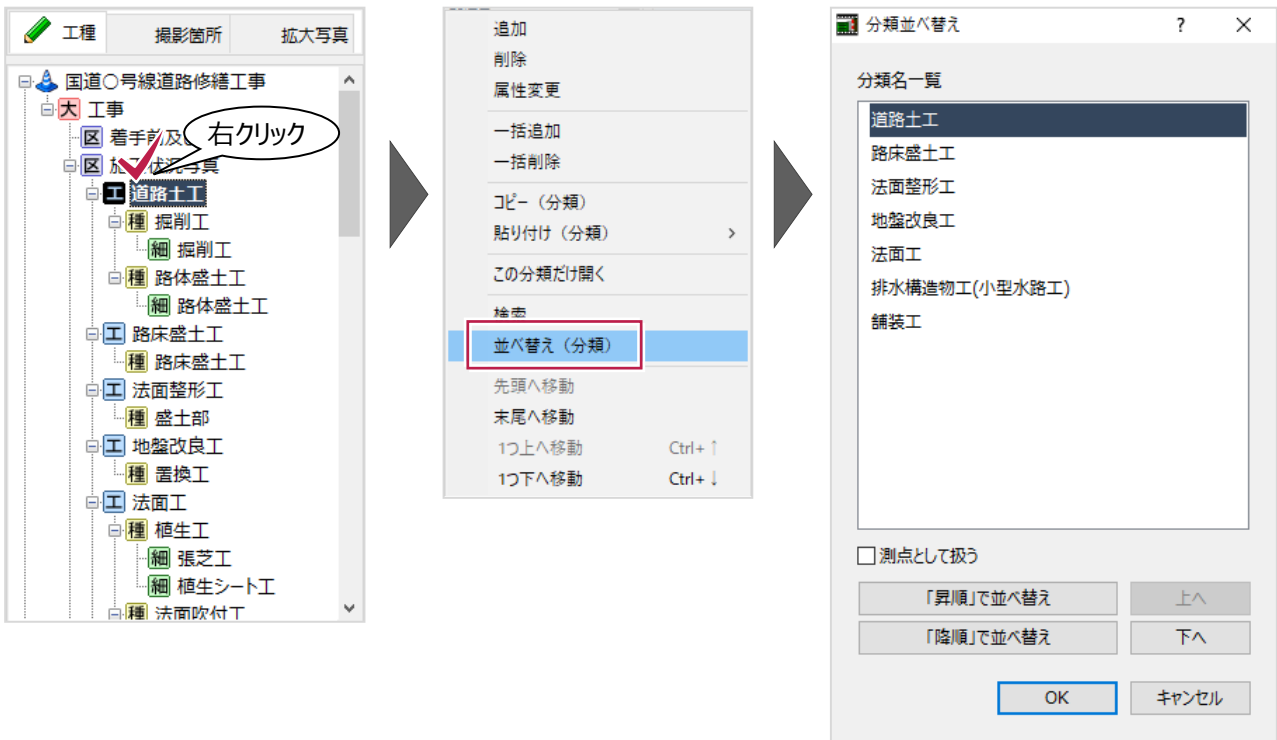 工種
撮影箇所
拡大写真
国道○号線道路修繕工事
大 工事
区 着手前及
右クリック
区 施工状況写真
工 道路土工
種 掘削工
細 掘削工
種 路体盛土工
細 路体盛土工
工 路床盛土工
種 路床盛土工
工 法面整形工
種 盛土部
工 地盤改良工
種 置換工
工 法面工
種 植生工
細 張芝工
細 植生シート工
種 法面吹付工
追加
削除
属性変更
一括追加
一括削除
コピー（分類）
貼り付け（分類） >
この分類だけ開く
検索
並べ替え（分類）
先頭へ移動
末尾へ移動
1つ上へ移動 Ctrl+↑
1つ下へ移動 Ctrl+↓
分類並べ替え ? ×
分類名一覧
道路土工
路床盛土工
法面整形工
地盤改良工
法面工
排水構造物工(小型水路工)
舗装工
測点として扱う
「昇順」で並べ替え 上へ
「降順」で並べ替え 下へ
OK キャンセル